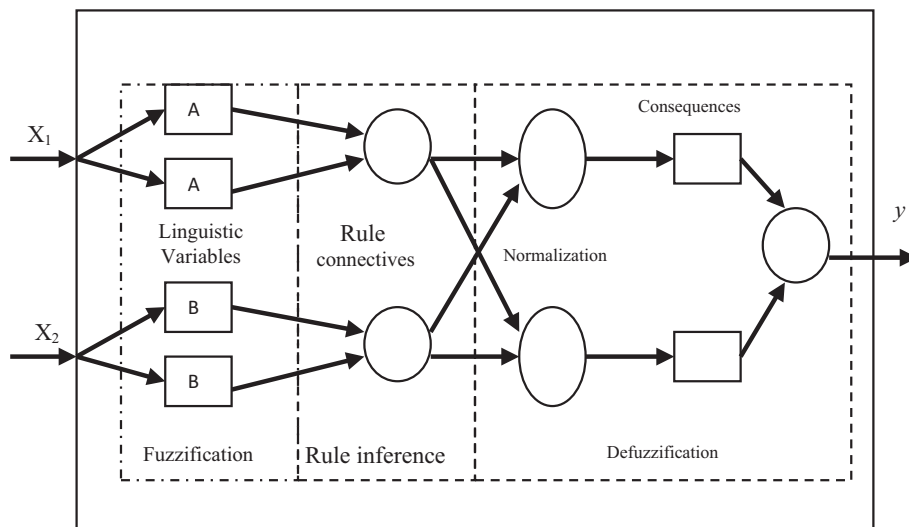 Consequences
A
X₁
A
y
Linguistic
Variables
Rule
connectives
Normalization
B
X₂
B
Fuzzification
Rule inference
Defuzzification